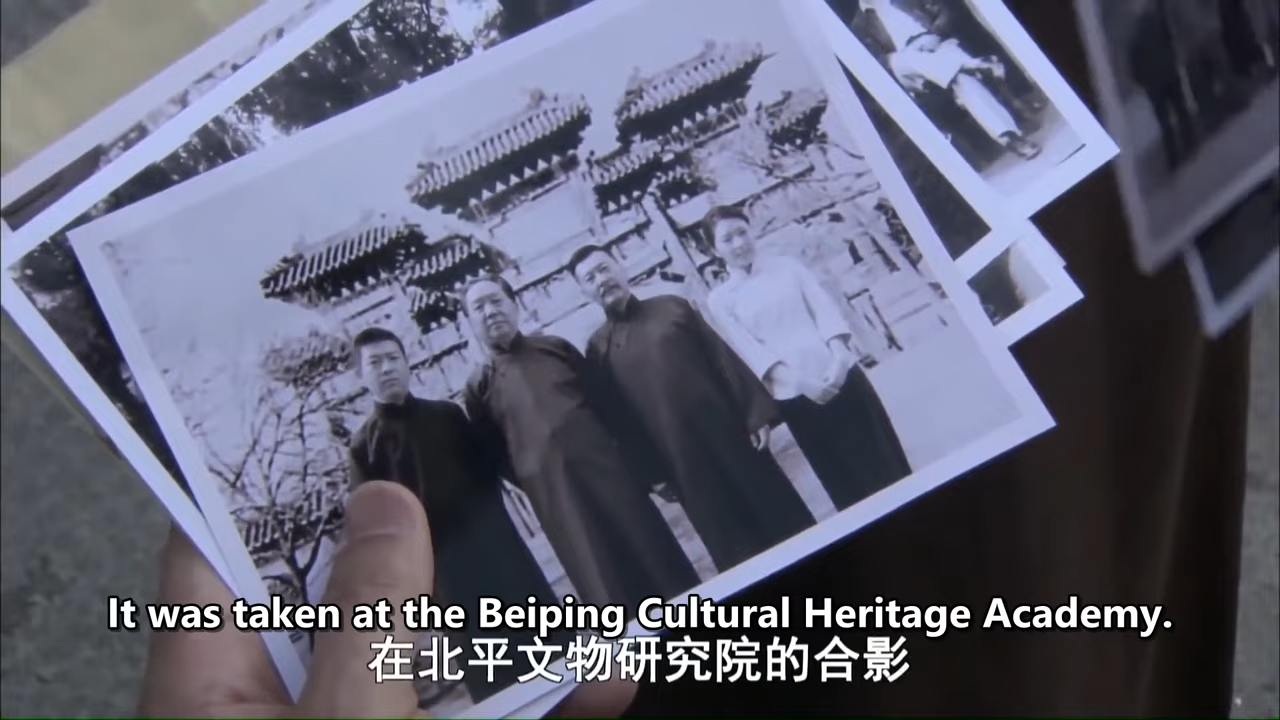 It was taken at the Beiping Cultural Heritage Academy.
在北平文物研究院的合影